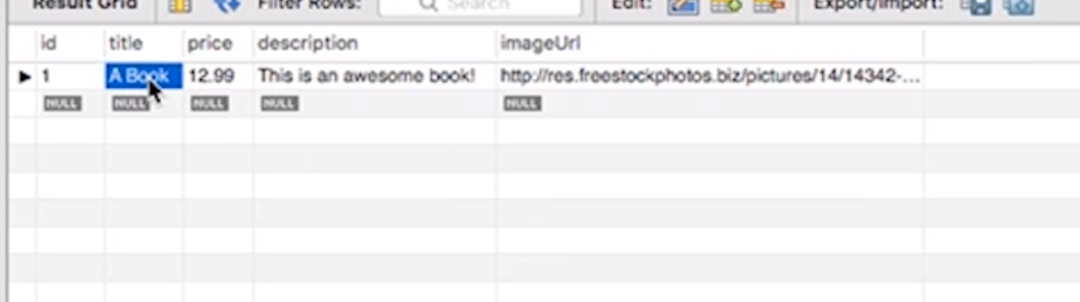 Result Grid Filter Rows: Search Edit: Export/Import:
id title price description imageUrl
1 A Book 12.99 This is an awesome book! http://res.freestockphotos.biz/pictures/14/14342-...
NULL NULL NULL NULL NULL